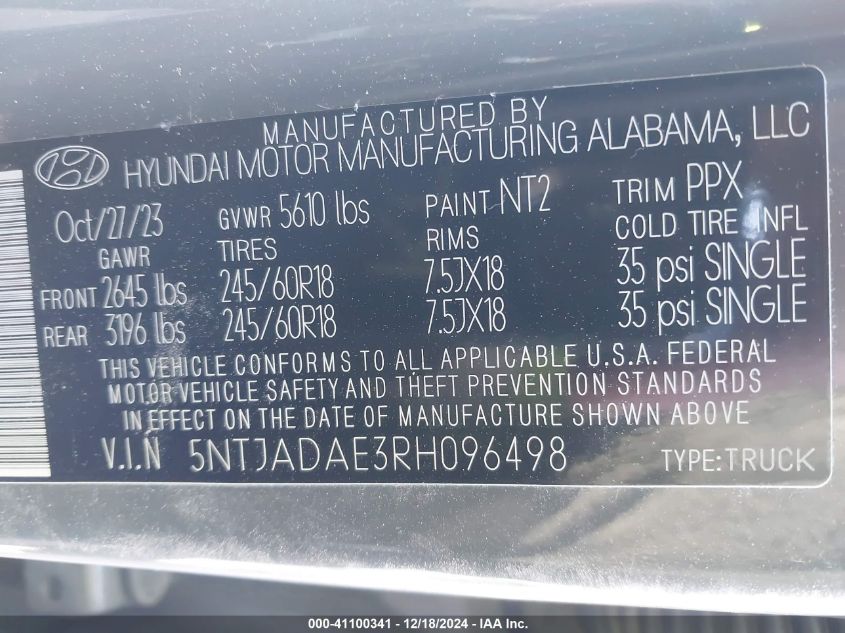 MANUFACTURED BY
HYUNDAI MOTOR MANUFACTURING ALABAMA, LLC
Oct/27/23 GVWR 5610 lbs PAINT NT2 TRIM PPX
GAWR TIRES RIMS COLD TIRE INFL
FRONT 2645 lbs 245/60R18 7.5JX18 35 psi SINGLE
REAR 3196 lbs 245/60R18 7.5JX18 35 psi SINGLE
THIS VEHICLE CONFORMS TO ALL APPLICABLE U.S.A. FEDERAL
MOTOR VEHICLE SAFETY AND THEFT PREVENTION STANDARDS
IN EFFECT ON THE DATE OF MANUFACTURE SHOWN ABOVE
V.I.N 5NTJADAE3RH096498 TYPE:TRUCK
000-41100341 - 12/18/2024 - IAA Inc.